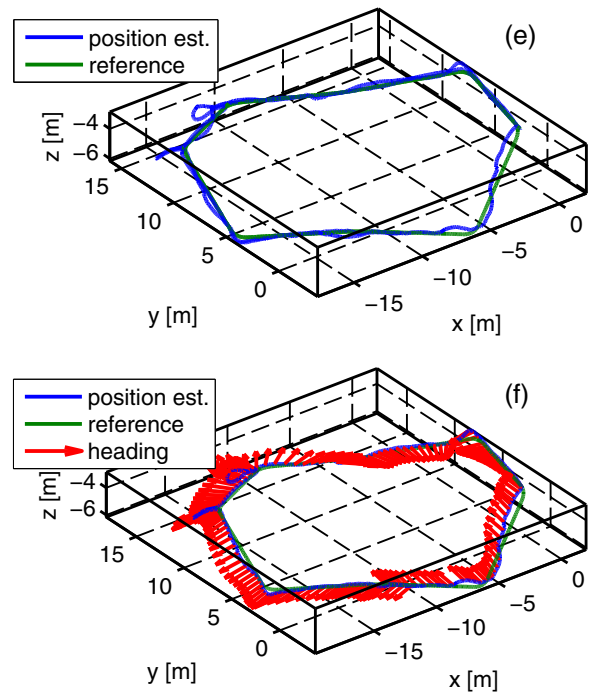 position est.
reference
(e)
z [m]
−4
−6
15
10
5
0
y [m]
−15
−10
−5
0
x [m]
position est.
reference
heading
(f)
z [m]
−4
−6
15
10
5
0
y [m]
−15
−10
−5
0
x [m]